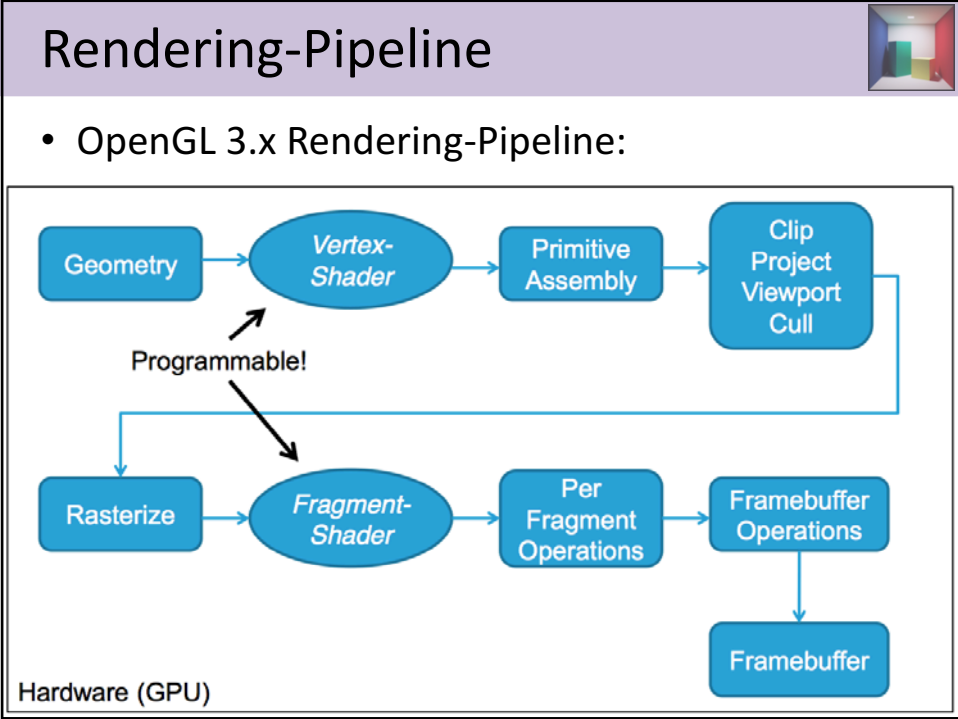 Rendering-Pipeline
• OpenGL 3.x Rendering-Pipeline:
Geometry
Vertex-
Shader
Primitive
Assembly
Clip
Project
Viewport
Cull
Programmable!
Rasterize
Fragment-
Shader
Per
Fragment
Operations
Framebuffer
Operations
Framebuffer
Hardware (GPU)